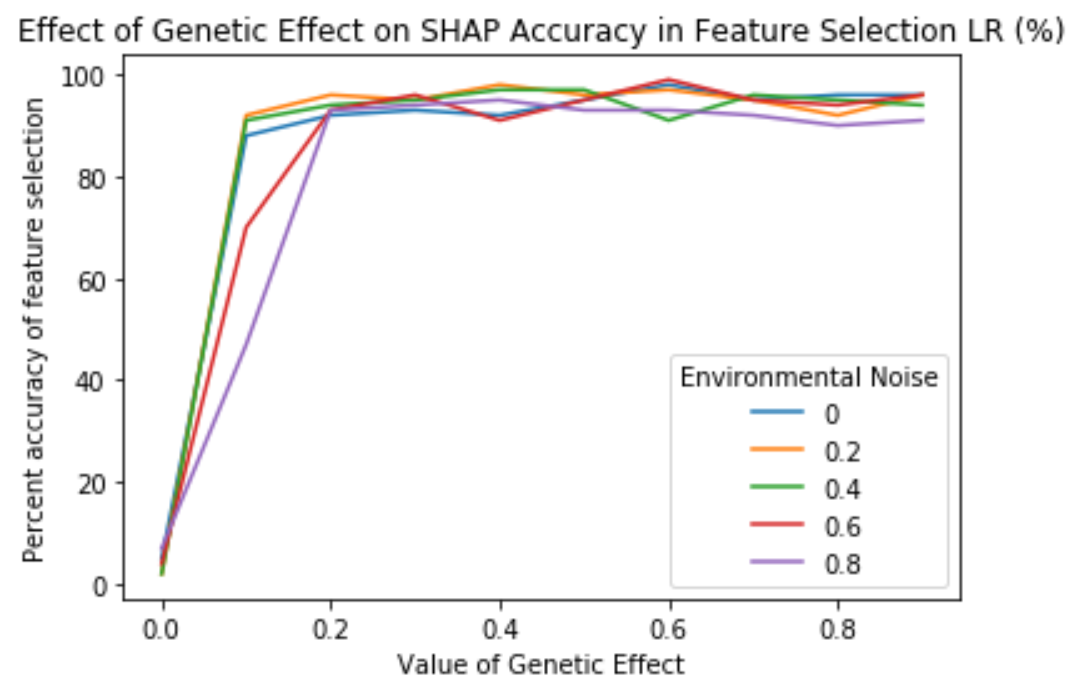 Effect of Genetic Effect on SHAP Accuracy in Feature Selection LR (%)
Percent accuracy of feature selection
100
80
60
40
20
0
Environmental Noise
0
0.2
0.4
0.6
0.8
0.0 0.2 0.4 0.6 0.8
Value of Genetic Effect